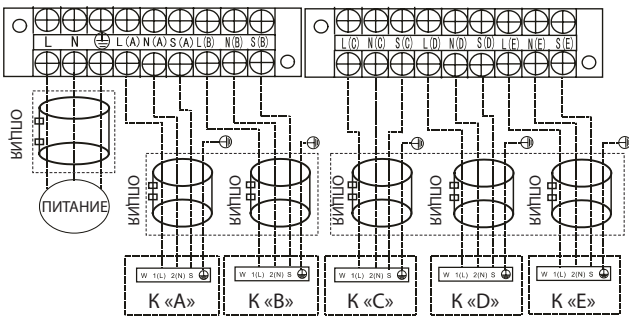 L N L(A) N(A) S(A) L(B) N(B) S(B)
L(C) N(C) S(C) L(D) N(D) S(D) L(E) N(E) S(E)
ОПЦИЯ
ПИТАНИЕ
ОПЦИЯ
ОПЦИЯ
ОПЦИЯ
ОПЦИЯ
ОПЦИЯ
W 1(L) 2(N) S
К «A»
W 1(L) 2(N) S
К «B»
W 1(L) 2(N) S
К «C»
W 1(L) 2(N) S
К «D»
W 1(L) 2(N) S
К «E»